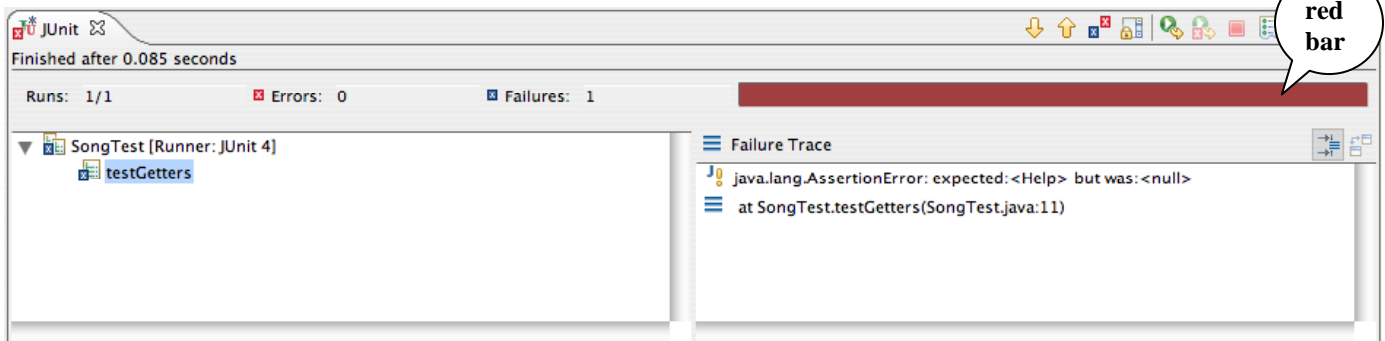 JUnit
red
bar
Finished after 0.085 seconds
Runs: 1/1 Errors: 0 Failures: 1
SongTest [Runner: JUnit 4]
testGetters
Failure Trace
java.lang.AssertionError: expected:<Help> but was:<null>
at SongTest.testGetters(SongTest.java:11)